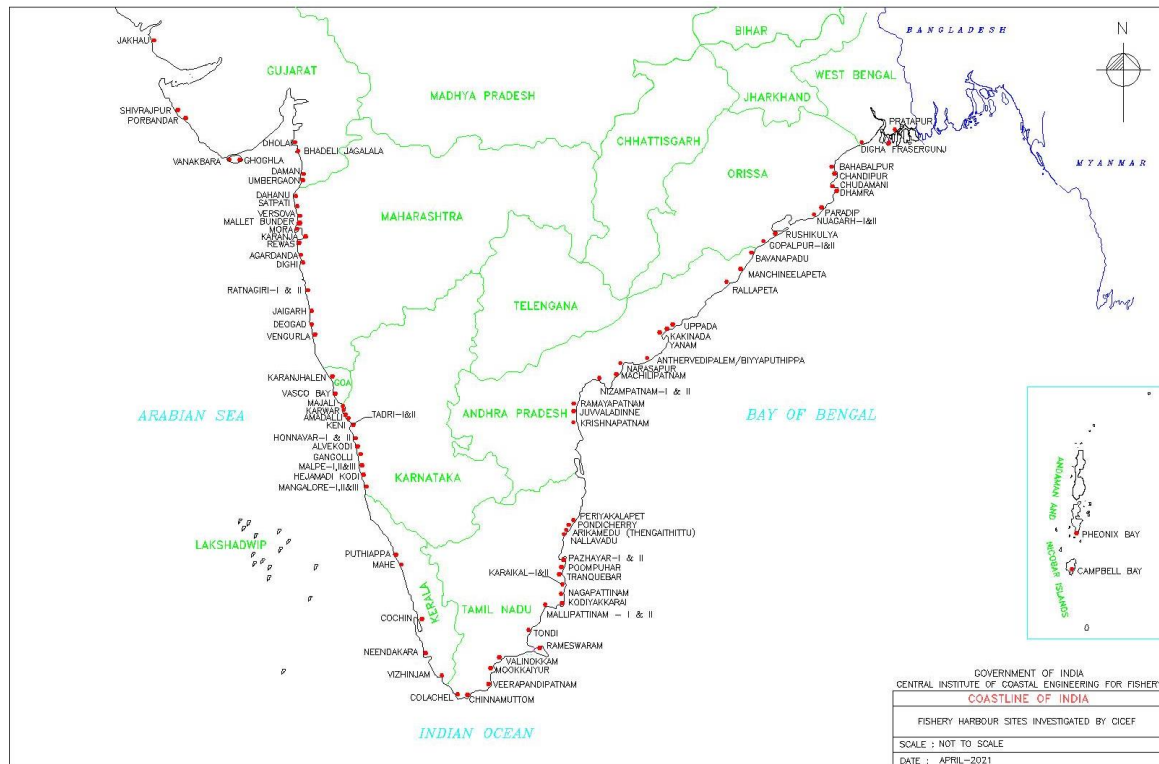 BIHAR
BANGLADESH
N
JAKHAU
GUJARAT
WEST BENGAL
MADHYA PRADESH
JHARKHAND
SHIVRAJPUR
PORBANDAR
CHHATTISGARH
PRATAPUR
DHOLAI
BHADELI JAGALALA
DIGHA
FRASERGUNJ
VANAKBARA
GHOGHLA
MYANMAR
DAMAN
UMBERGAON
BAHABALPUR
CHANDIPUR
ORISSA
CHUDAMANI
DHAMRA
DAHANU
SATPATI
MAHARASHTRA
VERSOVA
MALLET BUNDER
MORA
KARANJA
REWAS
PARADIP
NUAGARH-I&II
RUSHIKULYA
GOPALPUR-I&II
AGARDANDA
DIGHI
BAVANAPADU
MANCHINEELAPETA
RALLAPETA
RATNAGIRI-I & II
TELENGANA
JAIGARH
DEOGAD
VENGURLA
UPPADA
KAKINADA
YANAM
ANTHERVEDIPALEM/BIYYAPUTHIPPA
NARASAPUR
MACHILIPATNAM
KARANJHALEN
GOA
NIZAMPATNAM-I & II
VASCO BAY
MAJALI
KARWAR
AMADALLI
KENI
TADRI-I&II
ARABIAN SEA
ANDHRA PRADESH
RAMAYAPATNAM
JUVVALADINNE
KRISHNAPATNAM
BAY OF BENGAL
HONNAVAR-I & II
ALVEKODI
GANGOLLI
MALPE-I,II&III
HEJAMADI KODI
MANGALORE-I,II&III
KARNATAKA
ANDAMAN AND
NICOBAR ISLANDS
PERIYAKALAPET
PONDICHERRY
ARIKAMEDU (THENGAITHITTU)
NALLAVADU
PHEONIX BAY
LAKSHADWIP
PUTHIAPPA
MAHE
PAZHAYAR-I & II
POOMPUHAR
KARAIKAL-I&II
TRANQUEBAR
CAMPBELL BAY
NAGAPATTINAM
KODIYAKKARAI
KERALA
TAMIL NADU
MALLIPATTINAM - I & II
COCHIN
TONDI
RAMESWARAM
NEENDAKARA
VALINOKKAM
MOOKKAIYUR
VIZHINJAM
VEERAPANDIPATNAM
COLACHEL
CHINNAMUTTOM
INDIAN OCEAN
GOVERNMENT OF INDIA
CENTRAL INSTITUTE OF COASTAL ENGINEERING FOR FISHERY
COASTLINE OF INDIA
FISHERY HARBOUR SITES INVESTIGATED BY CICEF
SCALE : NOT TO SCALE
DATE : APRIL-2021